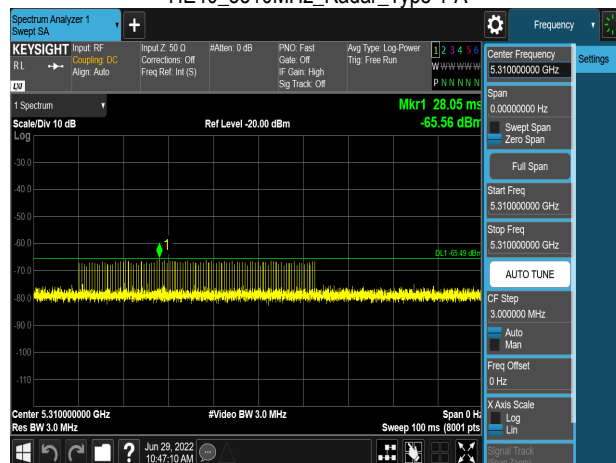 Spectrum Analyzer 1
Swept SA
Frequency
KEYSIGHT
RL
LXI
Input: RF
Coupling: DC
Align: Auto
Input Z: 50 Ω
Corrections: Off
Freq Ref: Int (S)
#Atten: 0 dB
PNO: Fast
Gate: Off
IF Gain: High
Sig Track: Off
Avg Type: Log-Power
Trig: Free Run
1 2 3 4 5 6
W W W W W W
P N N N N N
1 Spectrum
Scale/Div 10 dB
Ref Level -20.00 dBm
Mkr1 28.05 ms
-65.56 dBm
Log
-30.0
-40.0
-50.0
-60.0
-70.0
-80.0
-90.0
-100
-110
1
DL1 -65.49 dBm
Center 5.310000000 GHz
Res BW 3.0 MHz
#Video BW 3.0 MHz
Span 0 Hz
Sweep 100 ms (8001 pts)
Jun 29, 2022
10:47:10 AM
?
Center Frequency
5.310000000 GHz
Span
0.00000000 Hz
Swept Span
Zero Span
Full Span
Start Freq
5.310000000 GHz
Stop Freq
5.310000000 GHz
AUTO TUNE
CF Step
3.000000 MHz
Auto
Man
Freq Offset
0 Hz
X Axis Scale
Log
Lin
Signal Track
(Span Zoom)
Settings